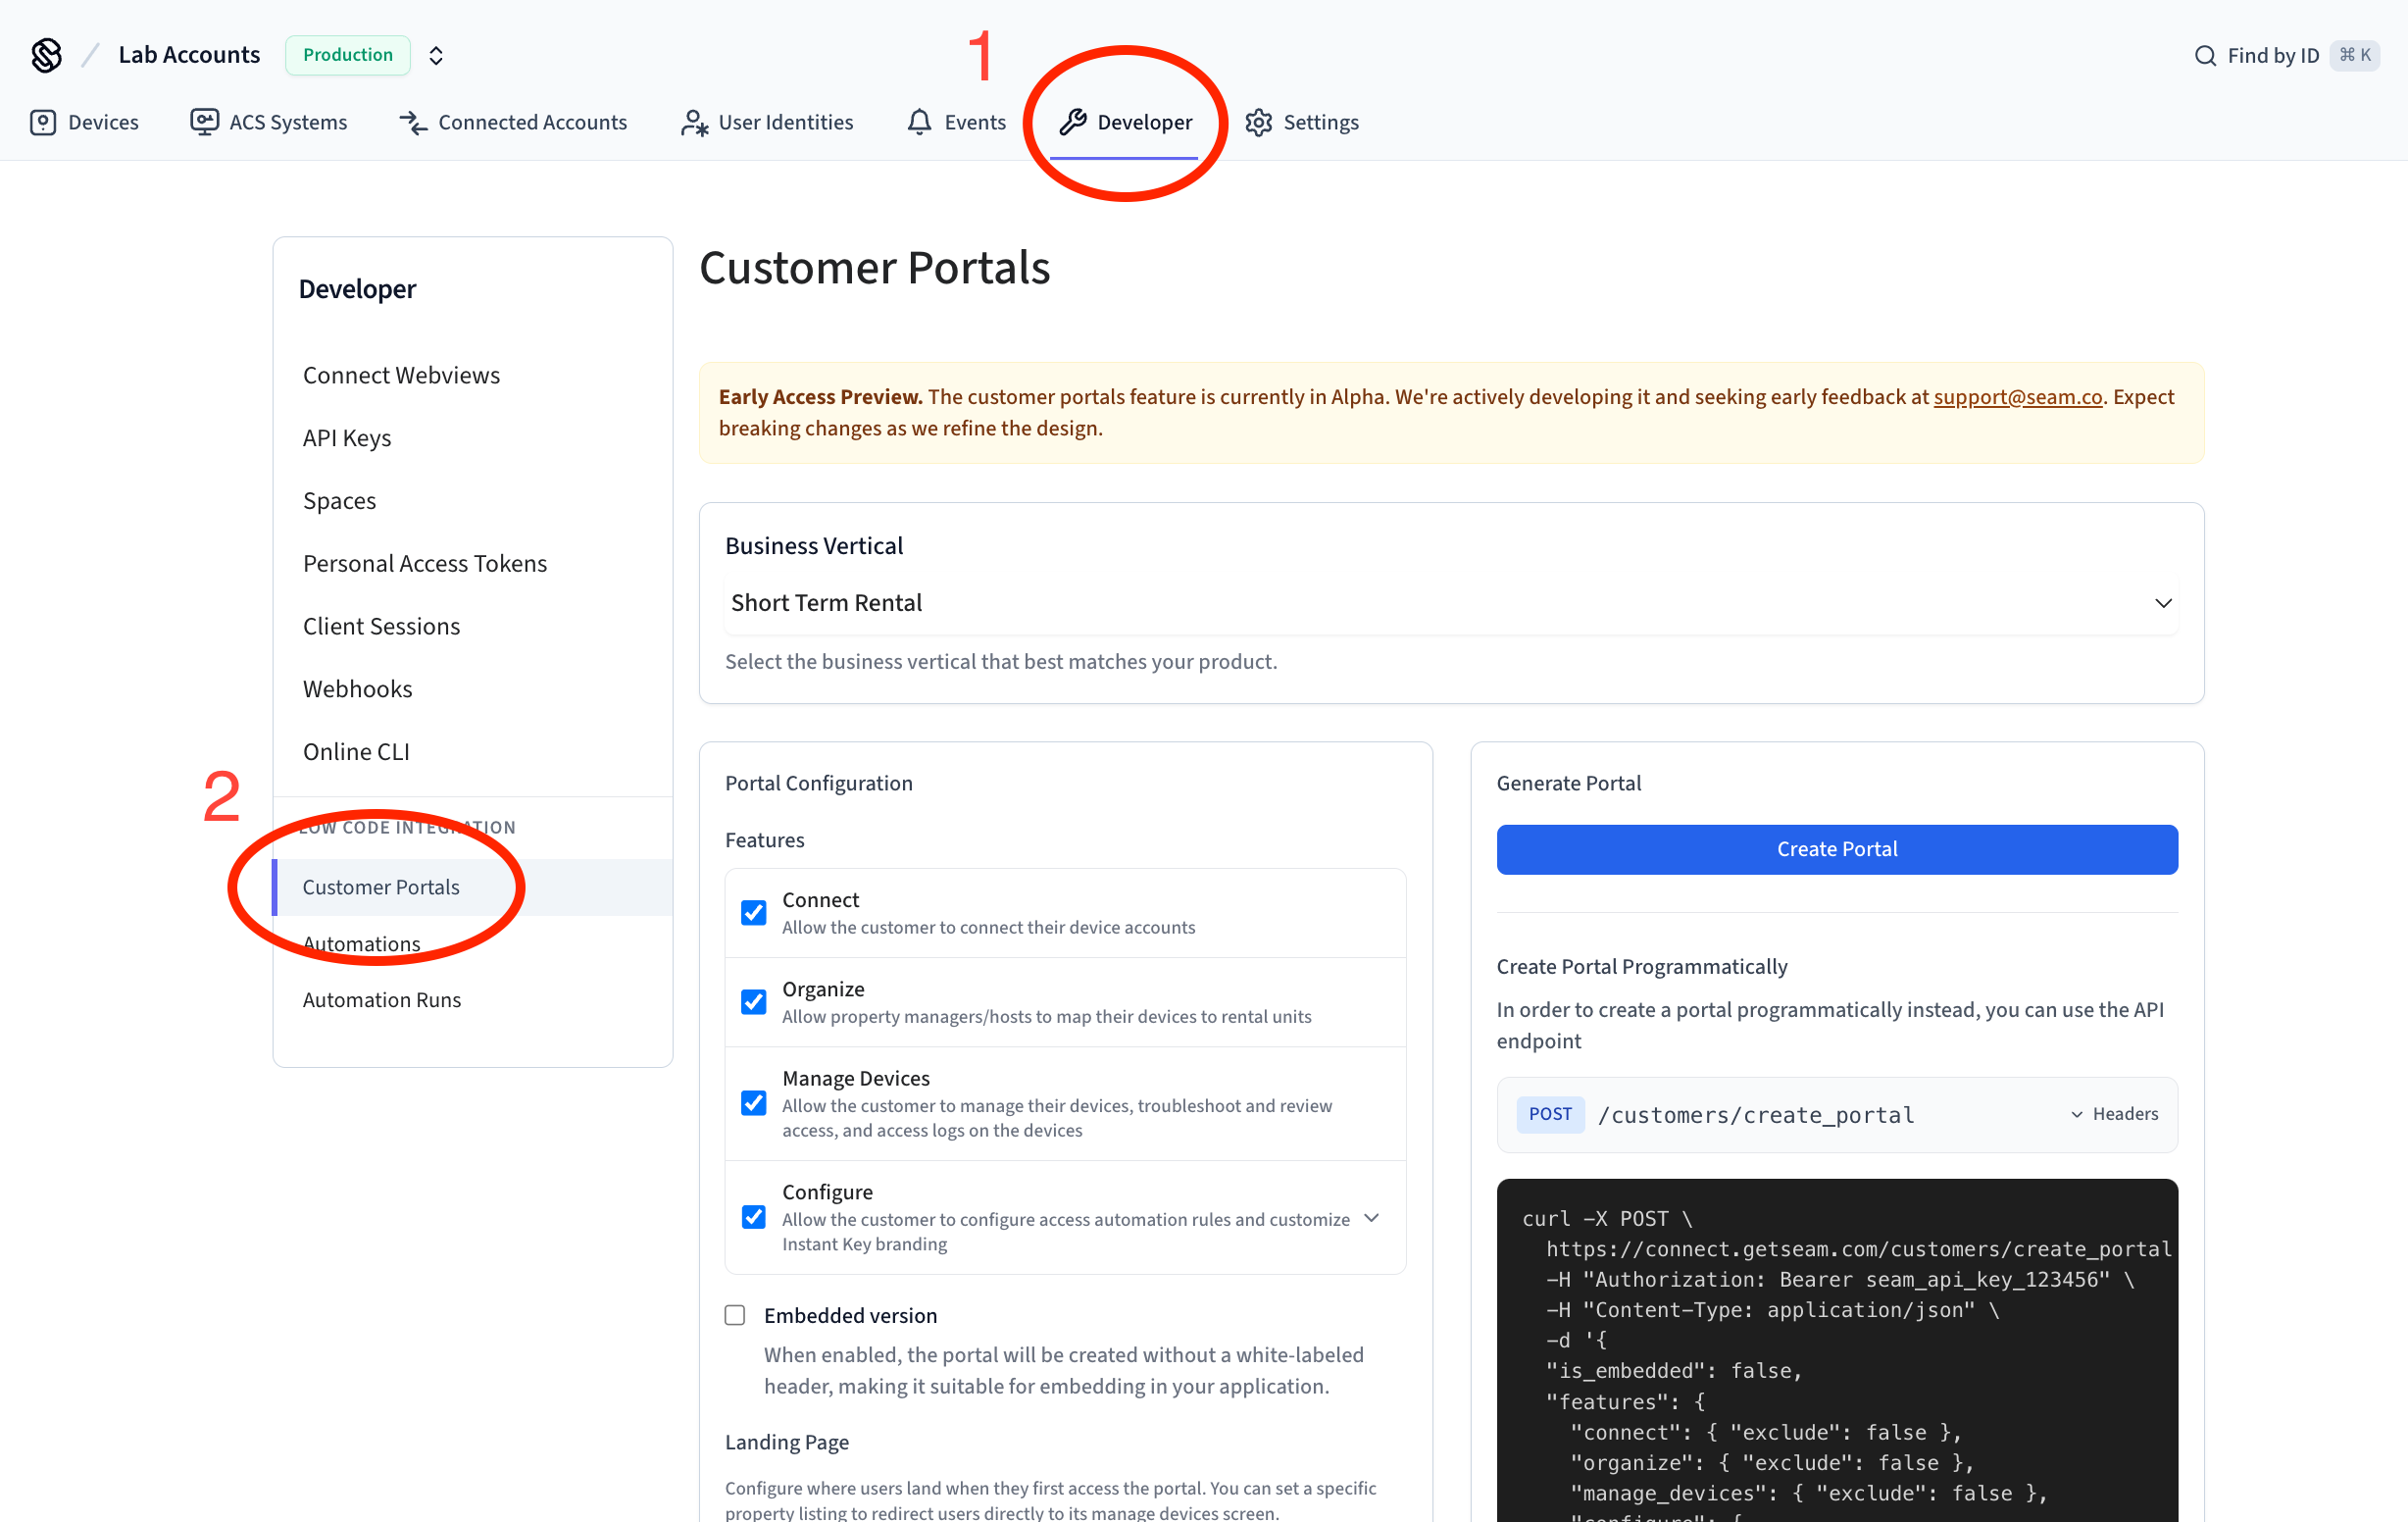 Lab Accounts
Production
Find by ID
⌘ K
1
Devices
ACS Systems
Connected Accounts
User Identities
Events
Developer
Settings
Developer
Connect Webviews
API Keys
Spaces
Personal Access Tokens
Client Sessions
Webhooks
Online CLI
2
LOW CODE INTEGRATION
Customer Portals
Automations
Automation Runs
Customer Portals
Early Access Preview. The customer portals feature is currently in Alpha. We're actively developing it and seeking early feedback at support@seam.co. Expect
breaking changes as we refine the design.
Business Vertical
Short Term Rental
Select the business vertical that best matches your product.
Portal Configuration
Features
Connect
Allow the customer to connect their device accounts
Organize
Allow property managers/hosts to map their devices to rental units
Manage Devices
Allow the customer to manage their devices, troubleshoot and review
access, and access logs on the devices
Configure
Allow the customer to configure access automation rules and customize
Instant Key branding
Embedded version
When enabled, the portal will be created without a white-labeled
header, making it suitable for embedding in your application.
Landing Page
Configure where users land when they first access the portal. You can set a specific
property listing to redirect users directly to its manage devices screen.
Generate Portal
Create Portal
Create Portal Programmatically
In order to create a portal programmatically instead, you can use the API
endpoint
POST /customers/create_portal
Headers
curl -X POST \
https://connect.getseam.com/customers/create_portal
-H "Authorization: Bearer seam_api_key_123456" \
-H "Content-Type: application/json" \
-d '{
"is_embedded": false,
"features": {
"connect": { "exclude": false },
"organize": { "exclude": false },
"manage_devices": { "exclude": false },
"configure": {